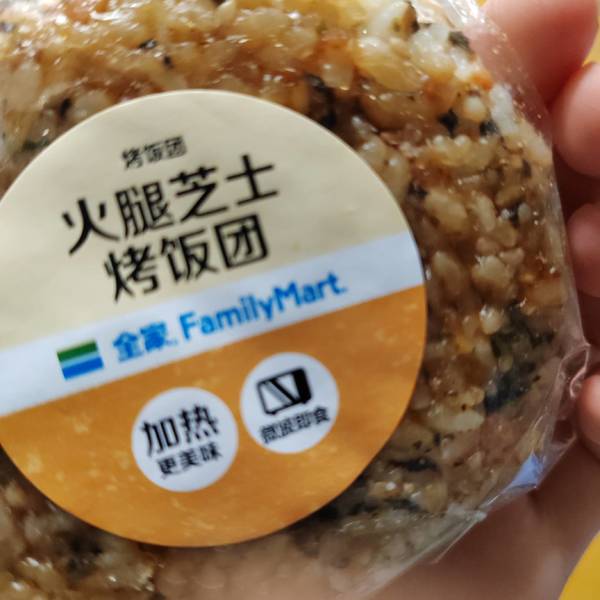 烤饭团
火腿芝士
烤饭团
全家 FamilyMart
加热
更美味
微波即食